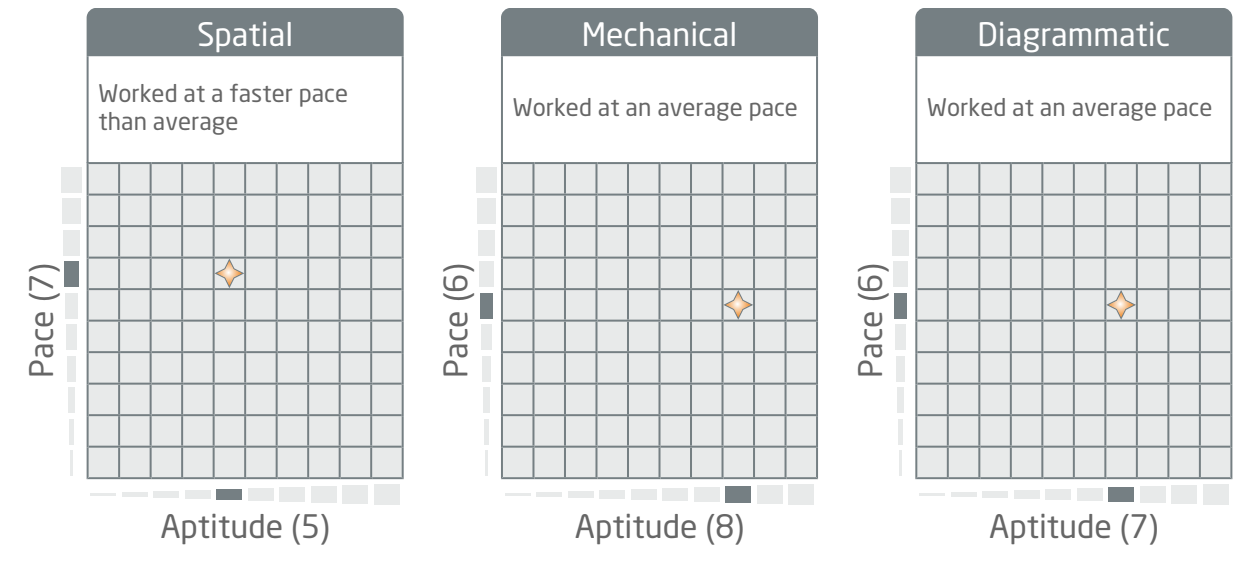 Spatial
Worked at a faster pace
than average
Pace (7)
Aptitude (5)
Mechanical
Worked at an average pace
Pace (6)
Aptitude (8)
Diagrammatic
Worked at an average pace
Pace (6)
Aptitude (7)